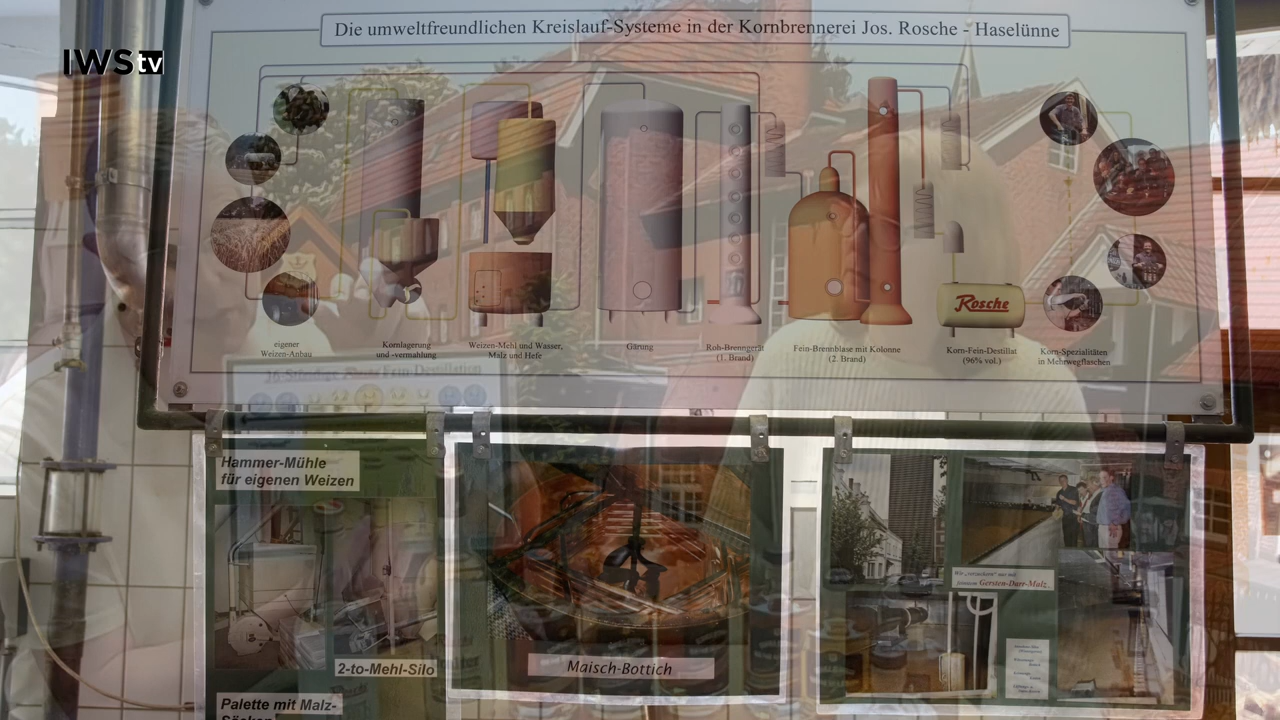 IWStv
Die umweltfreundlichen Kreislauf-Systeme in der Kornbrennerei Jos. Rosche - Haselünne
Rosche
eigener
Weizen-Anbau
Kornlagerung
und -vermahlung
Weizen-Mehl und Wasser,
Malz und Hefe
Gärung
Roh-Brenngerät
(1. Brand)
Fein-Brennblase mit Kolonne
(2. Brand)
Korn-Fein-Destillat
(96% vol.)
Korn-Spezialitäten
in Mehrwegflaschen
Hammer-Mühle
für eigenen Weizen
2-to-Mehl-Silo
Palette mit Malz-
Säcken
Maisch-Bottich
Gersten-Darr-Malz